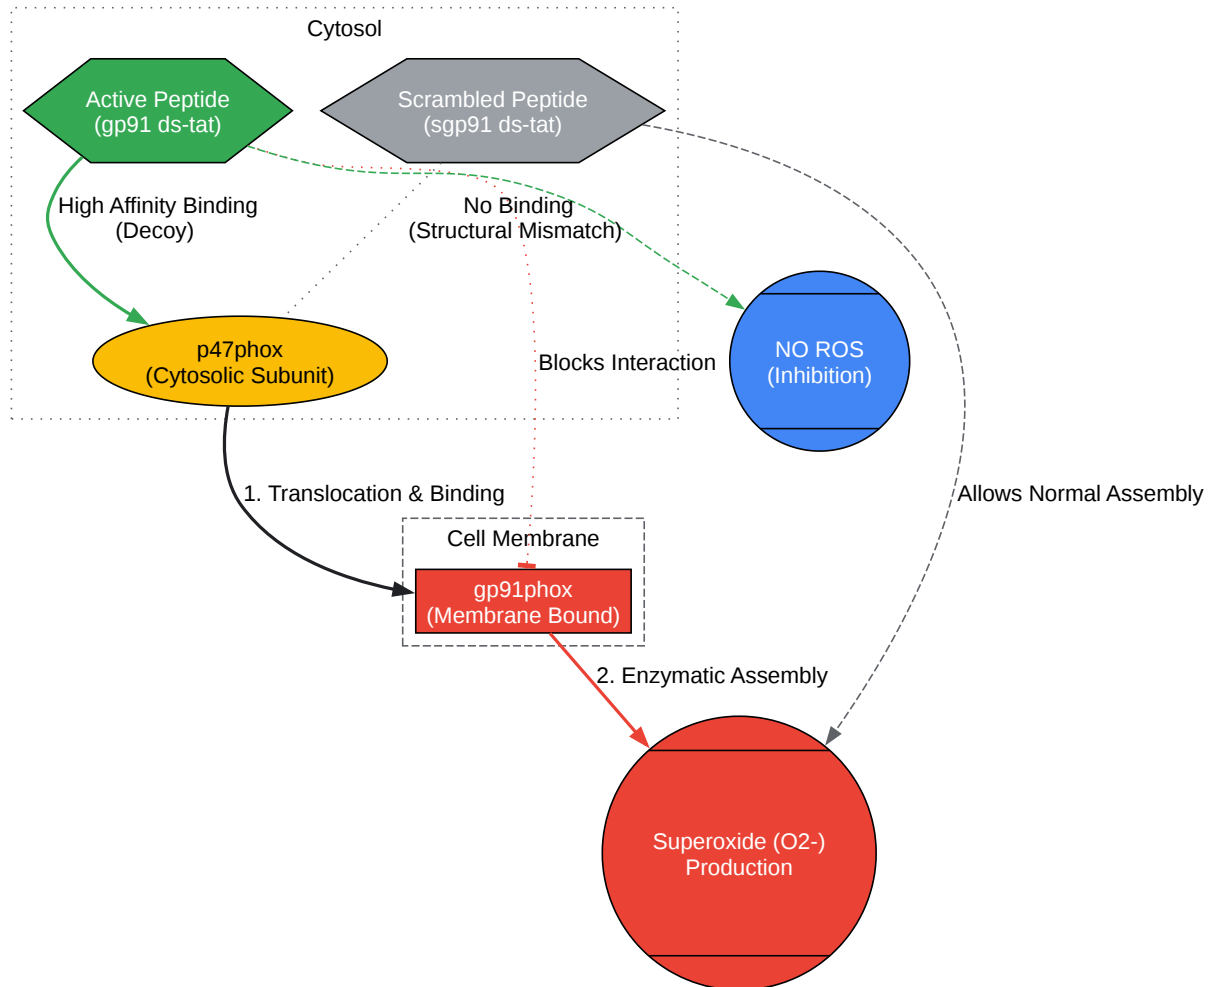 Cytosol
Active Peptide
(gp91 ds-tat)
Scrambled Peptide
(sgp91 ds-tat)
High Affinity Binding
(Decoy)
No Binding
(Structural Mismatch)
p47phox
(Cytosolic Subunit)
Blocks Interaction
NO ROS
(Inhibition)
1. Translocation & Binding
Allows Normal Assembly
Cell Membrane
gp91phox
(Membrane Bound)
2. Enzymatic Assembly
Superoxide (O2-)
Production